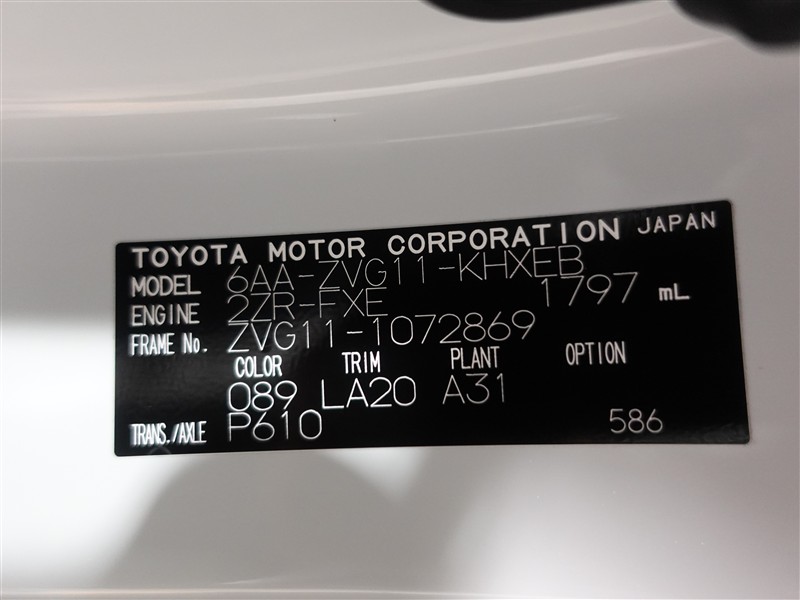 TOYOTA MOTOR CORPORATION JAPAN
MODEL 6AA-ZVG11-KHXEB
ENGINE 2ZR-FXE 1797 mL
FRAME No. ZVG11-1072869
COLOR TRIM PLANT OPTION
089 LA20 A31
TRANS./AXLE P610 586